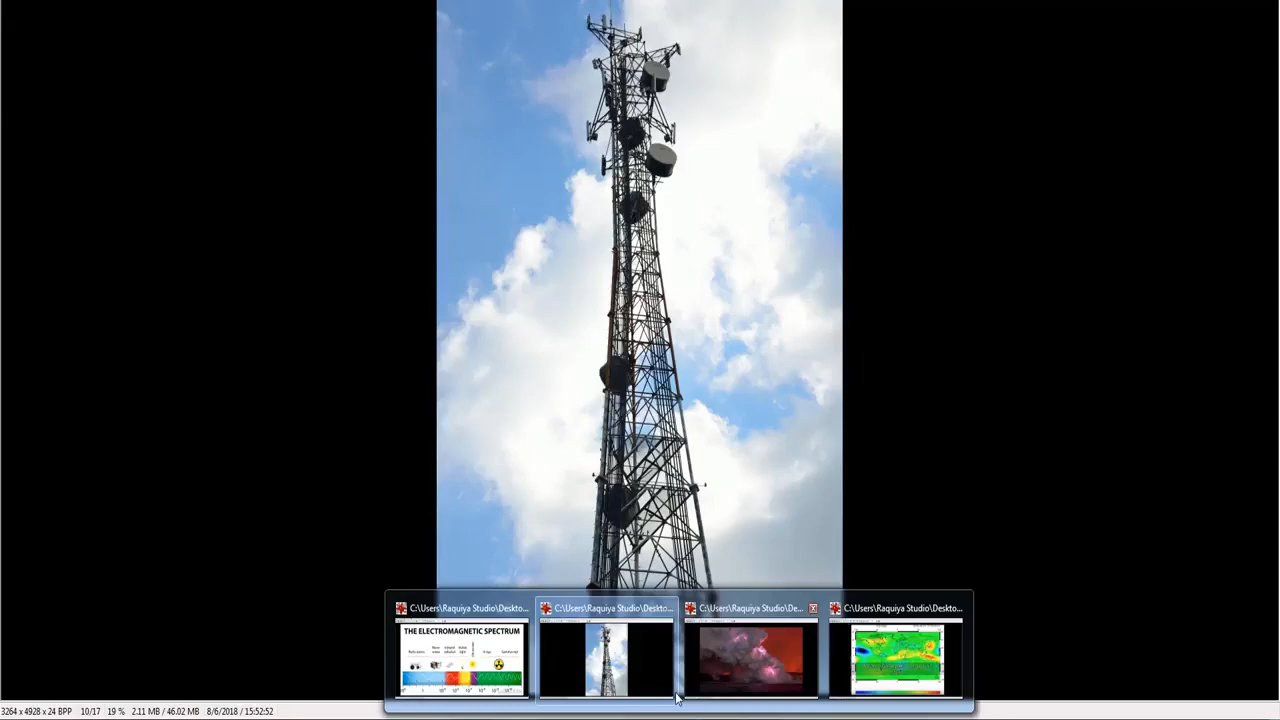 C:\Users\Raquiya Studio\Deskto...
C:\Users\Raquiya Studio\Deskto...
C:\Users\Raquiya Studio\De...
C:\Users\Raquiya Studio\Deskto...
THE ELECTROMAGNETIC SPECTRUM
3264 x 4928 x 24 BPP 10/17 19 % 2.11 MB / 46.02 MB 8/6/2018 / 15:52:52